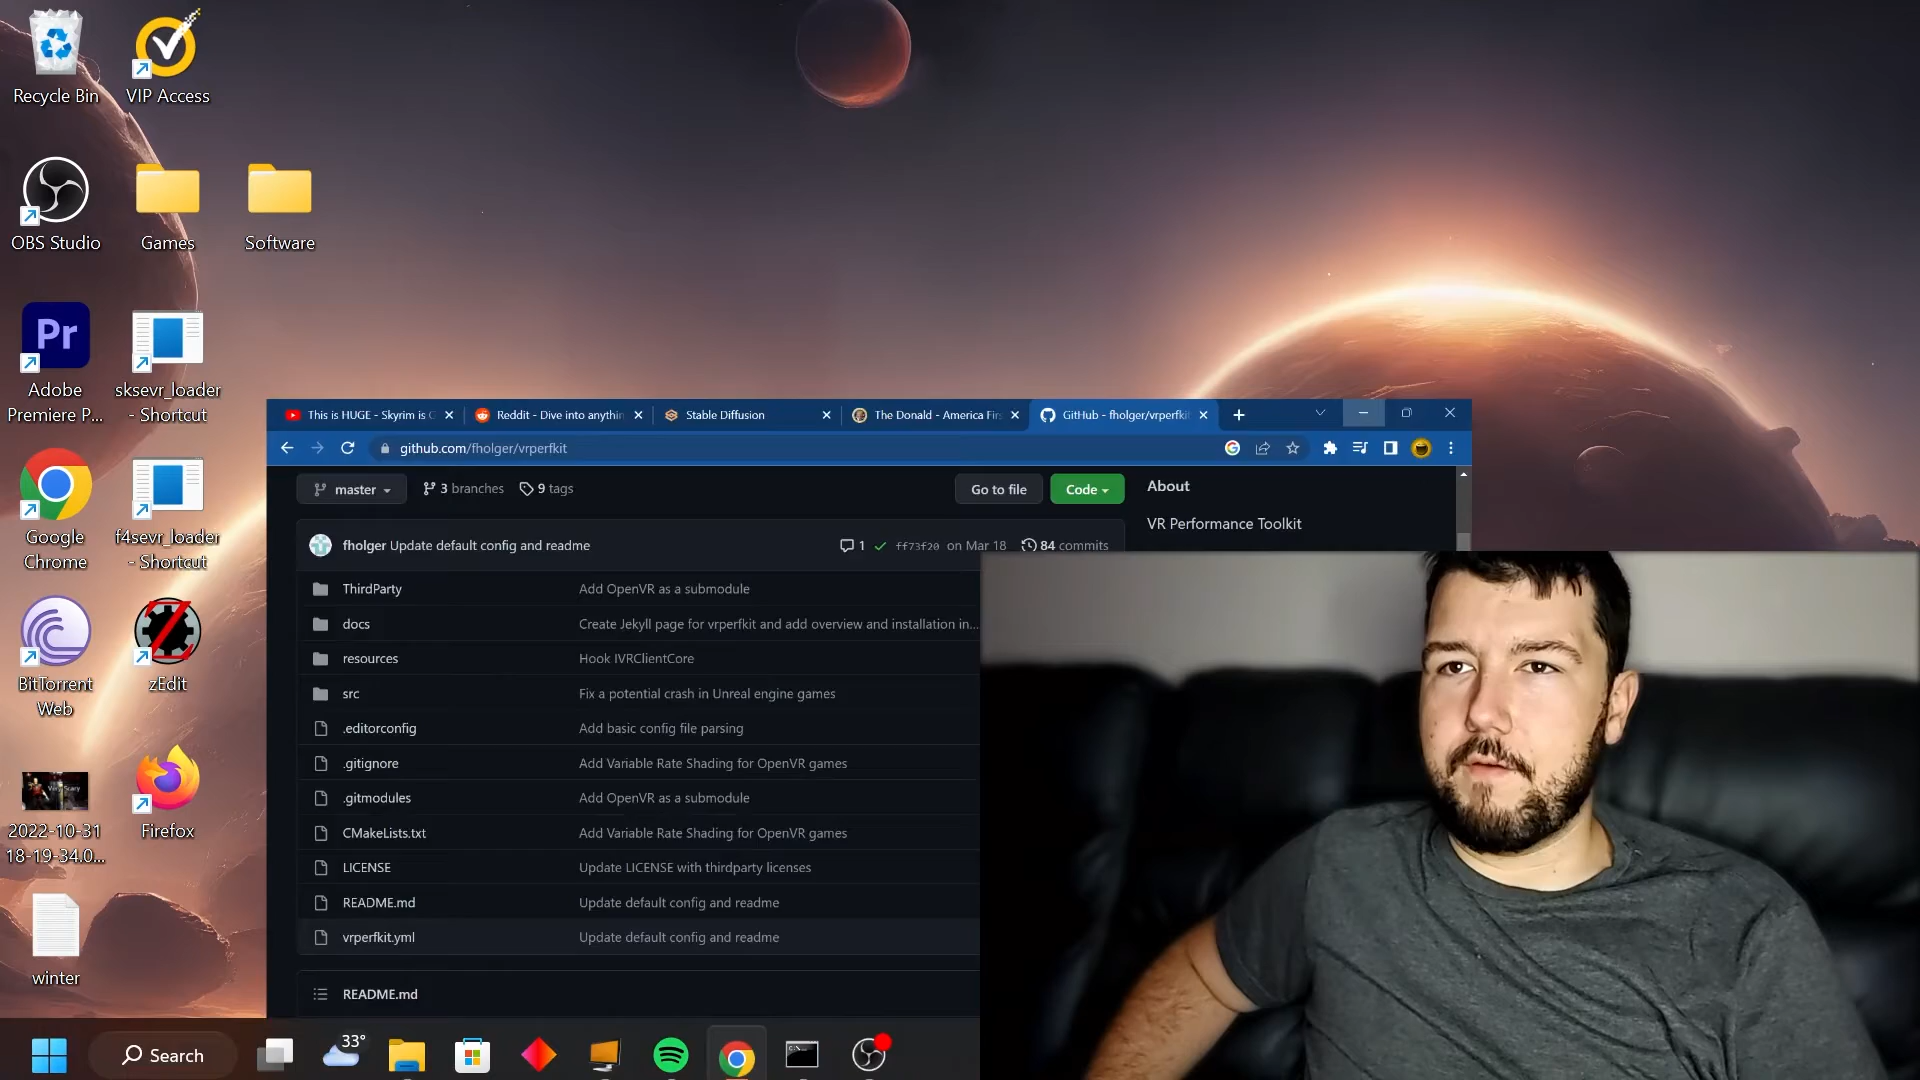 Recycle Bin
VIP Access
OBS Studio
Games
Software
Pr
Adobe
Premiere P...
sksevr_loader
- Shortcut
Google
Chrome
f4sevr_loader
- Shortcut
BitTorrent
Web
zEdit
2022-10-31
18-19-34.0...
Firefox
winter
This is HUGE - Skyrim is
Reddit - Dive into anythin
Stable Diffusion
The Donald - America Fir
GitHub - fholger/vrperfkit
github.com/fholger/vrperfkit
master
3 branches
9 tags
Go to file
Code
About
VR Performance Toolkit
fholger Update default config and readme
1
ff73f20 on Mar 18
84 commits
ThirdParty
Add OpenVR as a submodule
docs
Create Jekyll page for vrperfkit and add overview and installation in...
resources
Hook IVRClientCore
src
Fix a potential crash in Unreal engine games
.editorconfig
Add basic config file parsing
.gitignore
Add Variable Rate Shading for OpenVR games
.gitmodules
Add OpenVR as a submodule
CMakeLists.txt
Add Variable Rate Shading for OpenVR games
LICENSE
Update LICENSE with thirdparty licenses
README.md
Update default config and readme
vrperfkit.yml
Update default config and readme
README.md
Search
33°